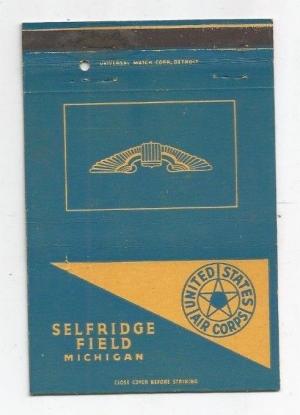 UNIVERSAL MATCH CORP., DETROIT
UNITED STATES
AIR CORPS
SELFRIDGE
FIELD
MICHIGAN
CLOSE COVER BEFORE STRIKING